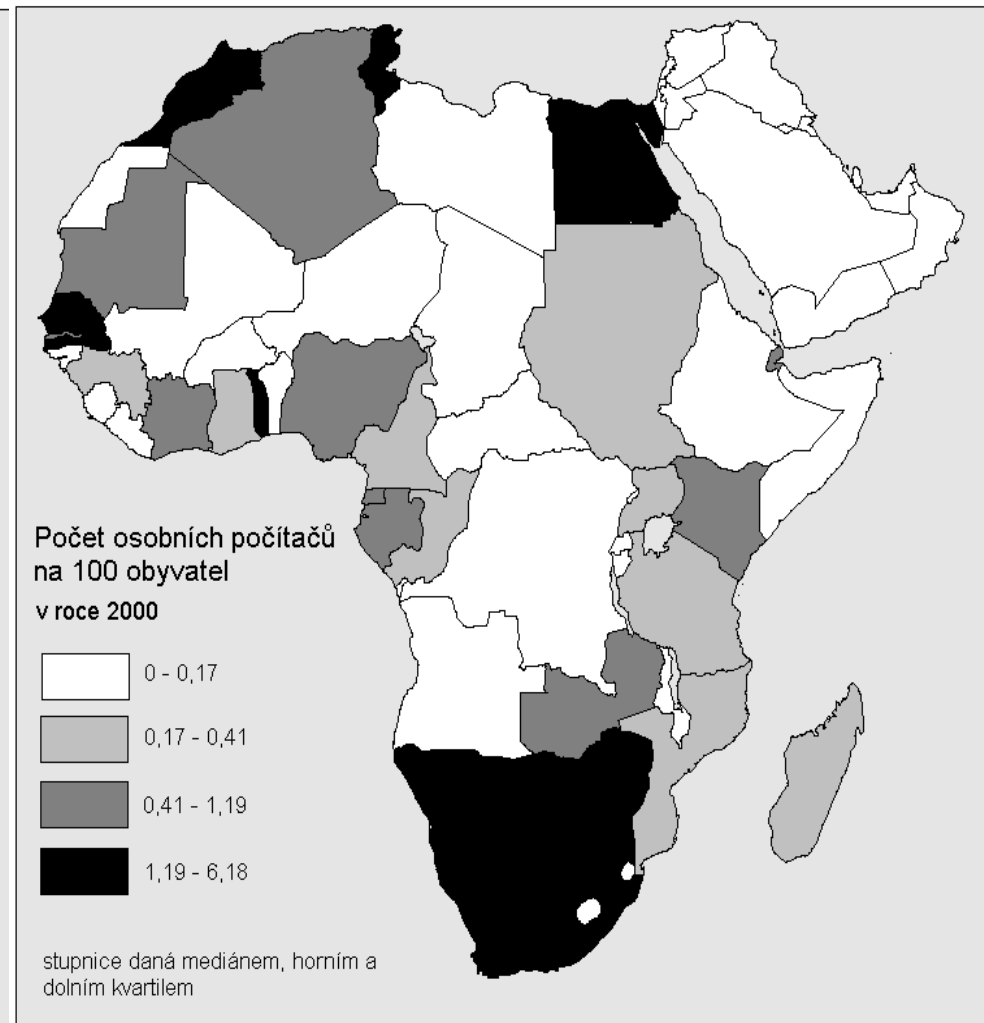 Počet osobních počítačů
na 100 obyvatel
v roce 2000
0 - 0,17
0,17 - 0,41
0,41 - 1,19
1,19 - 6,18
stupnice daná mediánem, horním a
dolním kvartilem